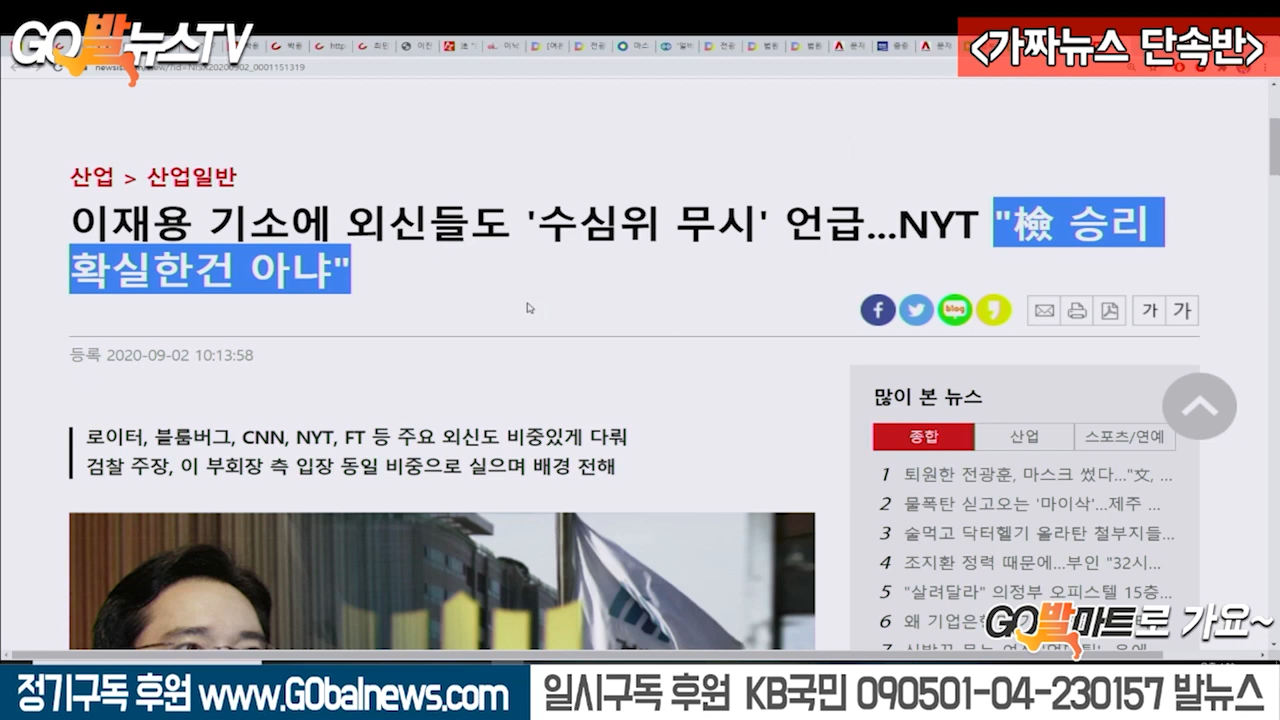 GO발뉴스TV
<가짜뉴스 단속반>
산업 > 산업일반
이재용 기소에 외신들도 '수심위 무시' 언급...NYT "檢 승리
확실한건 아냐"
blog
가 가
등록 2020-09-02 10:13:58
로이터, 블룸버그, CNN, NYT, FT 등 주요 외신도 비중있게 다뤄
검찰 주장, 이 부회장 측 입장 동일 비중으로 실으며 배경 전해
많이 본 뉴스
종합 산업 스포츠/연예
1 퇴원한 전광훈, 마스크 썼다..."文, ...
2 물폭탄 싣고오는 '마이삭'...제주 ...
3 술먹고 닥터헬기 올라탄 철부지들...
4 조지환 정력 때문에...부인 "32시...
5 "살려달라" 의정부 오피스텔 15층...
6 왜 기업은
GO발마트로 가요~
정기구독 후원 www.GObalnews.com 일시구독 후원 KB국민 090501-04-230157 발뉴스